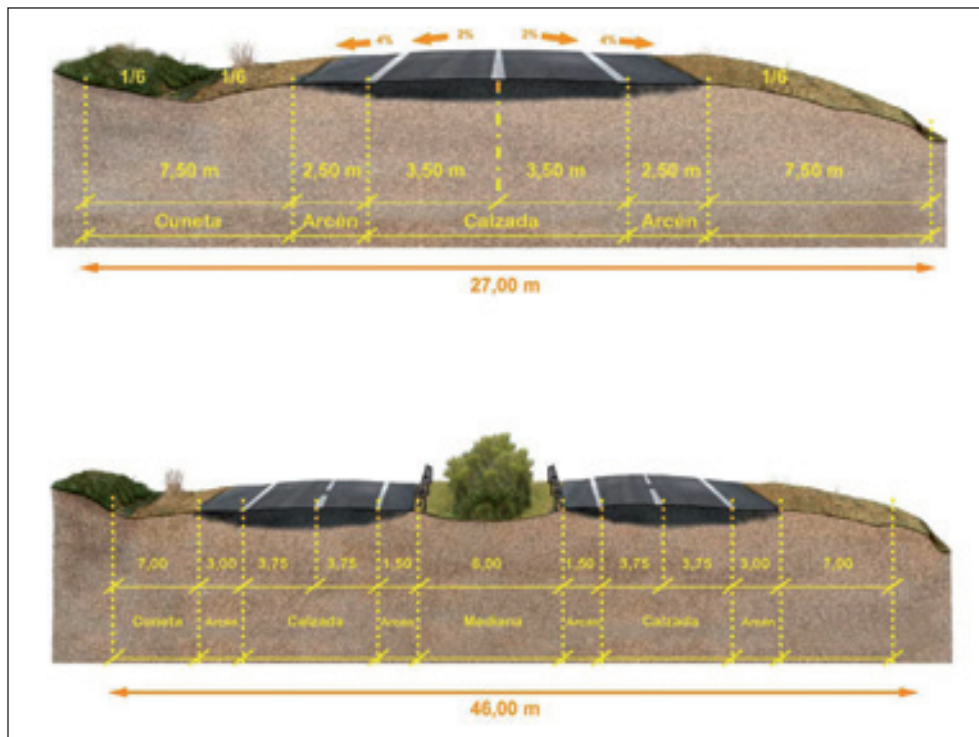 4% 2% 2% 4%
1/6 1/6 1/6
7,50 m 2,50 m 3,50 m 3,50 m 2,50 m 7,50 m
Cuneta Arcén Calzada Arcén
27,00 m
7,00 3,00 3,75 3,75 1,50 6,00 1,50 3,75 3,75 3,00 7,00
Cuneta Arcén Calzada Arcén Mediana Arcén Calzada Arcén
46,00 m